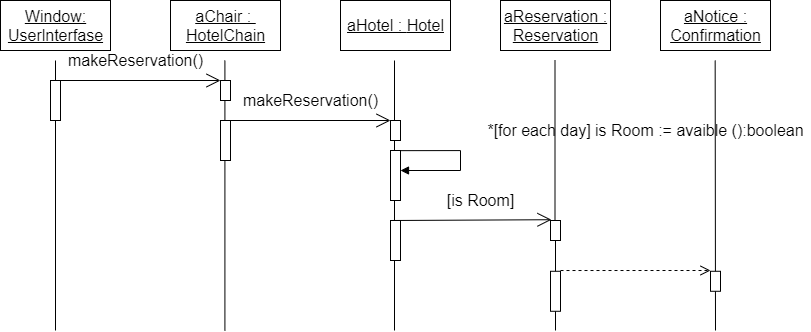 Window:
UserInterfase
aChair :
HotelChain
aHotel : Hotel
aReservation :
Reservation
aNotice :
Confirmation
makeReservation()
makeReservation()
*[for each day] is Room := avaible ():boolean
[is Room]